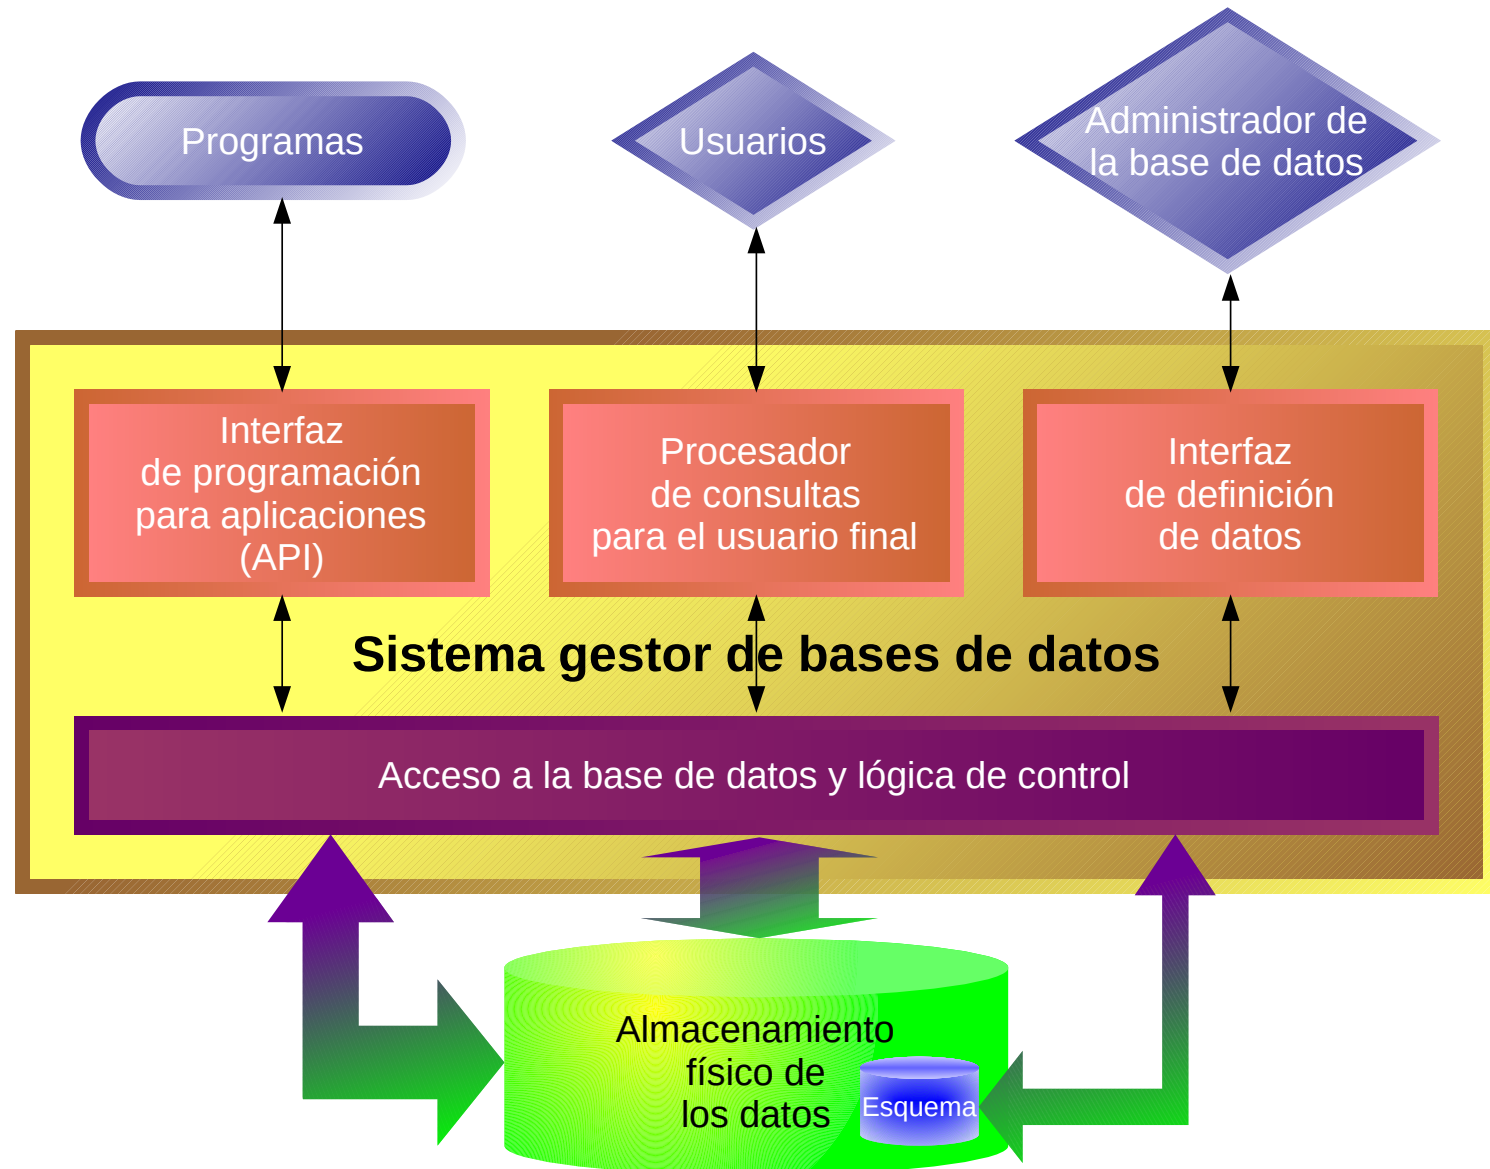 Programas
Usuarios
Administrador de
la base de datos
Interfaz
de programación
para aplicaciones
(API)
Procesador
de consultas
para el usuario final
Interfaz
de definición
de datos
Sistema gestor de bases de datos
Acceso a la base de datos y lógica de control
Almacenamiento
físico de
los datos
Esquema